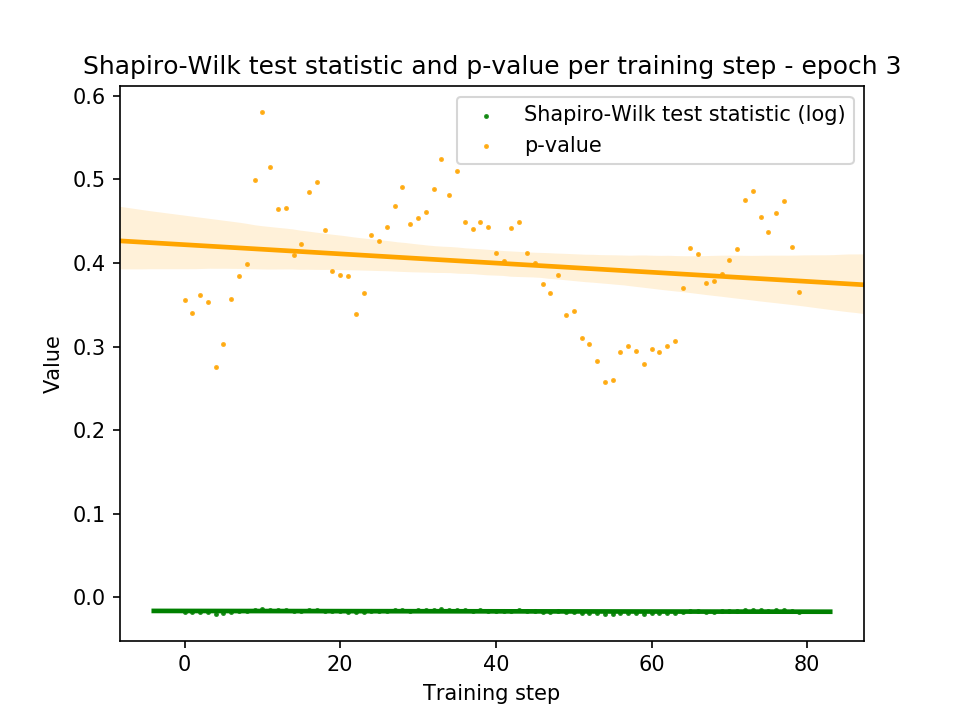 Shapiro-Wilk test statistic and p-value per training step - epoch 3
Shapiro-Wilk test statistic (log)
p-value
0.6
0.5
0.4
0.3
0.2
0.1
0.0
Value
0 20 40 60 80
Training step